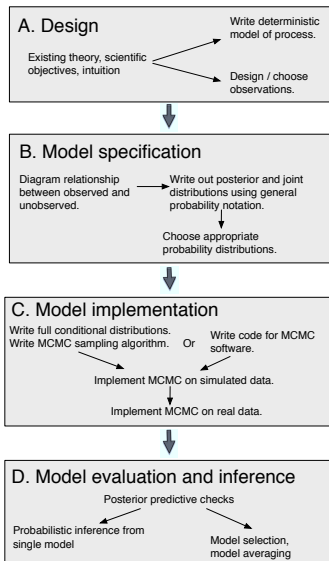 A. Design
Write deterministic
model of process.
Existing theory, scientific
objectives, intuition
Design / choose
observations.
B. Model specification
Diagram relationship
between observed and
unobserved.
Write out posterior and joint
distributions using general
probability notation.
Choose appropriate
probability distributions.
C. Model implementation
Write full conditional distributions.
Write MCMC sampling algorithm.
Or
Write code for MCMC
software.
Implement MCMC on simulated data.
Implement MCMC on real data.
D. Model evaluation and inference
Posterior predictive checks
Probabilistic inference from
single model
Model selection,
model averaging